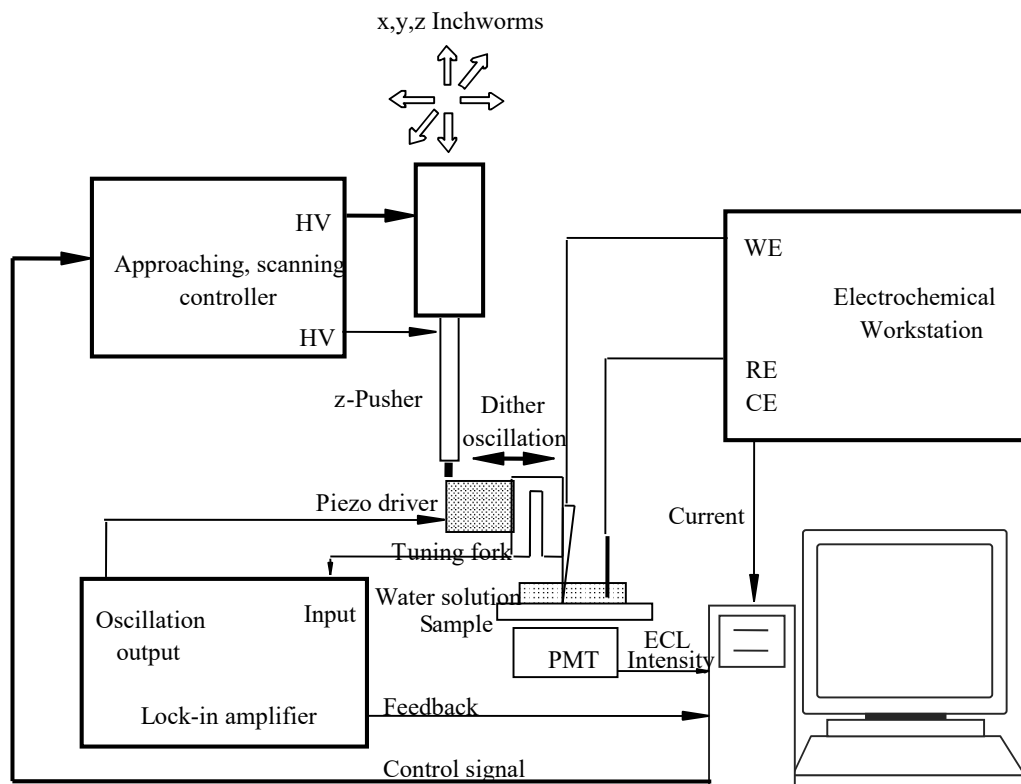 x,y,z Inchworms
HV
Approaching, scanning
controller
HV
WE
Electrochemical
Workstation
RE
CE
z-Pusher
Dither
oscillation
Piezo driver
Current
Tuning fork
Water solution
Sample
Oscillation
output
Input
Lock-in amplifier
PMT
ECL
Intensity
Feedback
Control signal